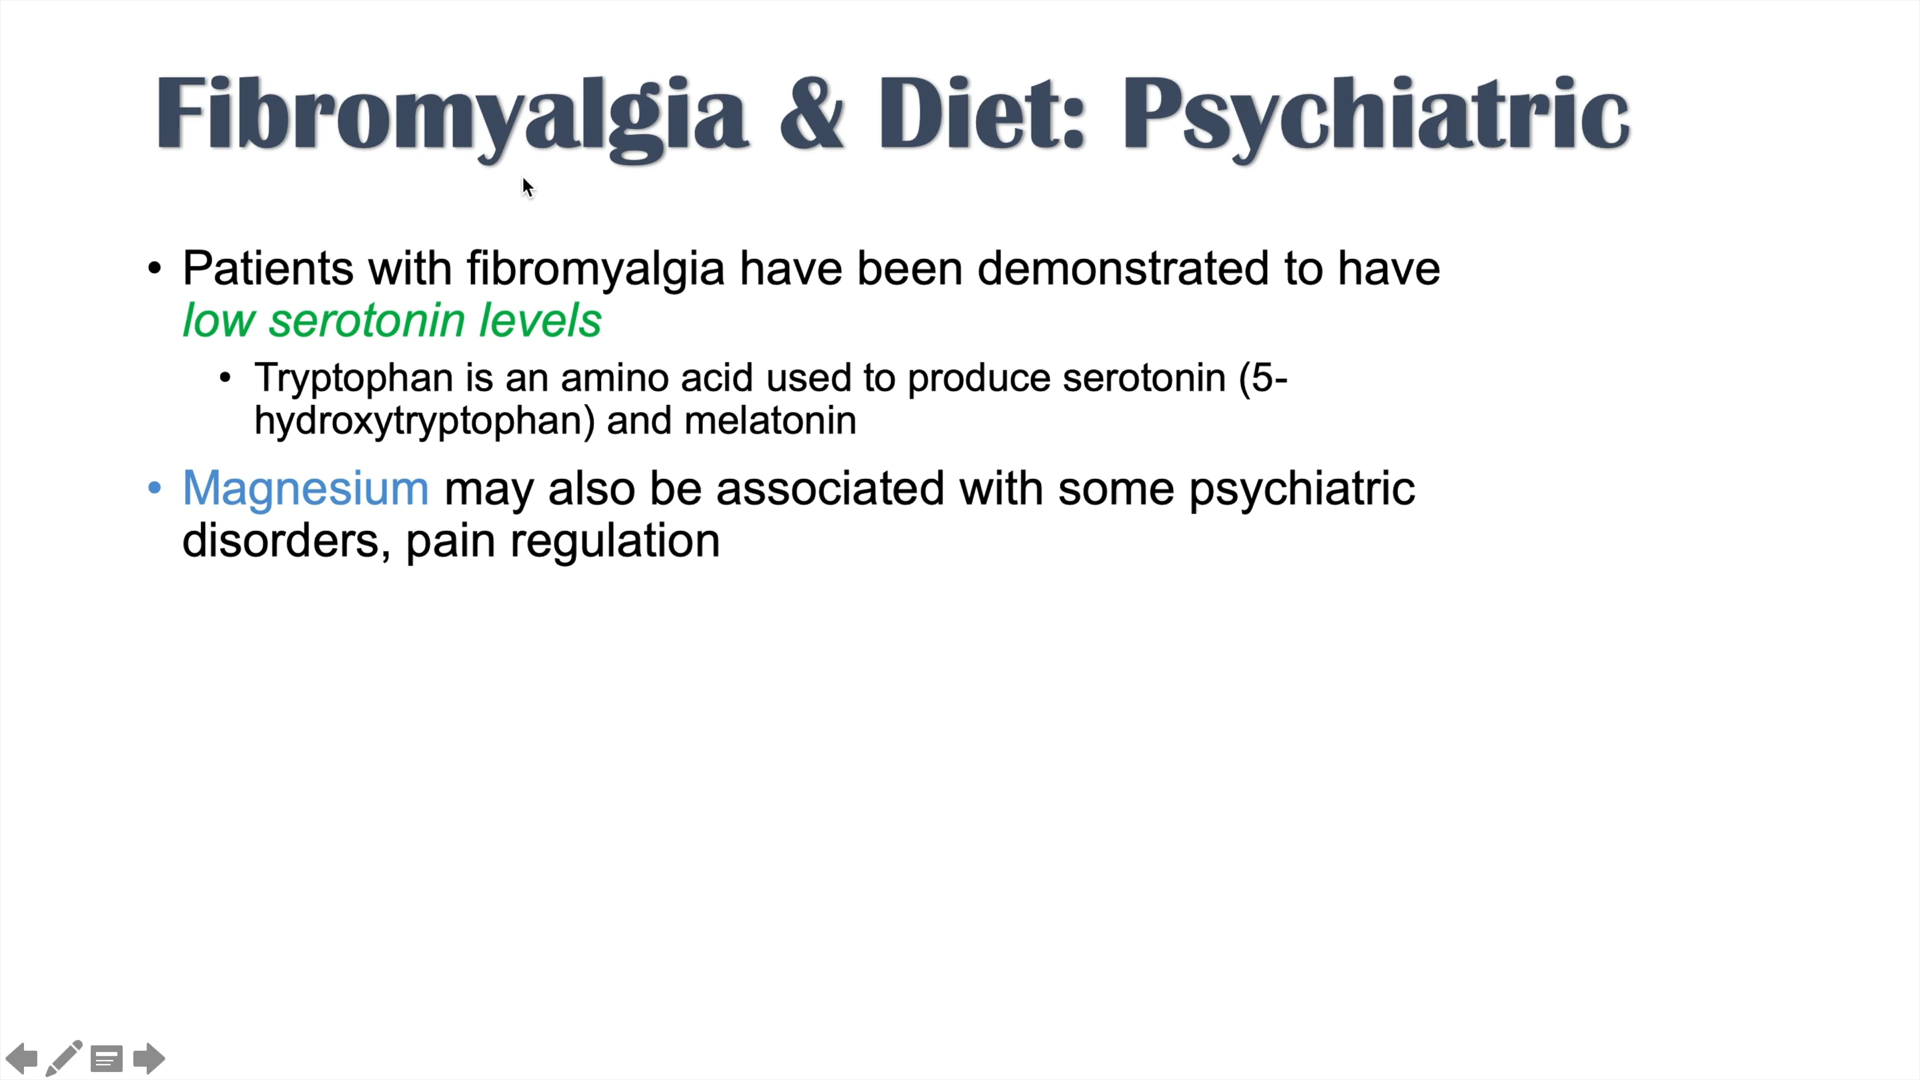 Fibromyalgia & Diet: Psychiatric
• Patients with fibromyalgia have been demonstrated to have
low serotonin levels
• Tryptophan is an amino acid used to produce serotonin (5-
hydroxytryptophan) and melatonin
• Magnesium may also be associated with some psychiatric
disorders, pain regulation